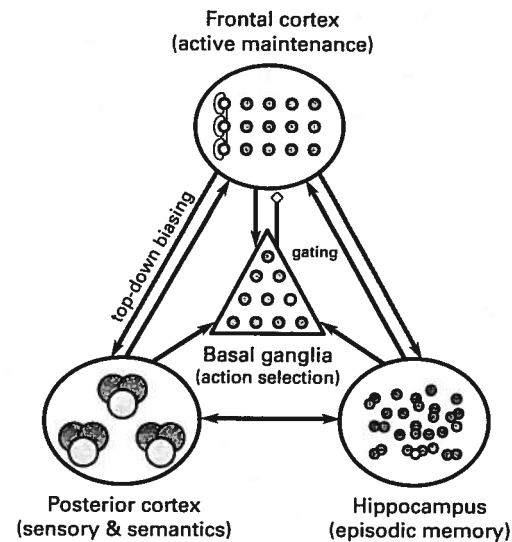 Frontal cortex
(active maintenance)
top-down biasing
gating
Basal ganglia
(action selection)
Posterior cortex
(sensory & semantics)
Hippocampus
(episodic memory)